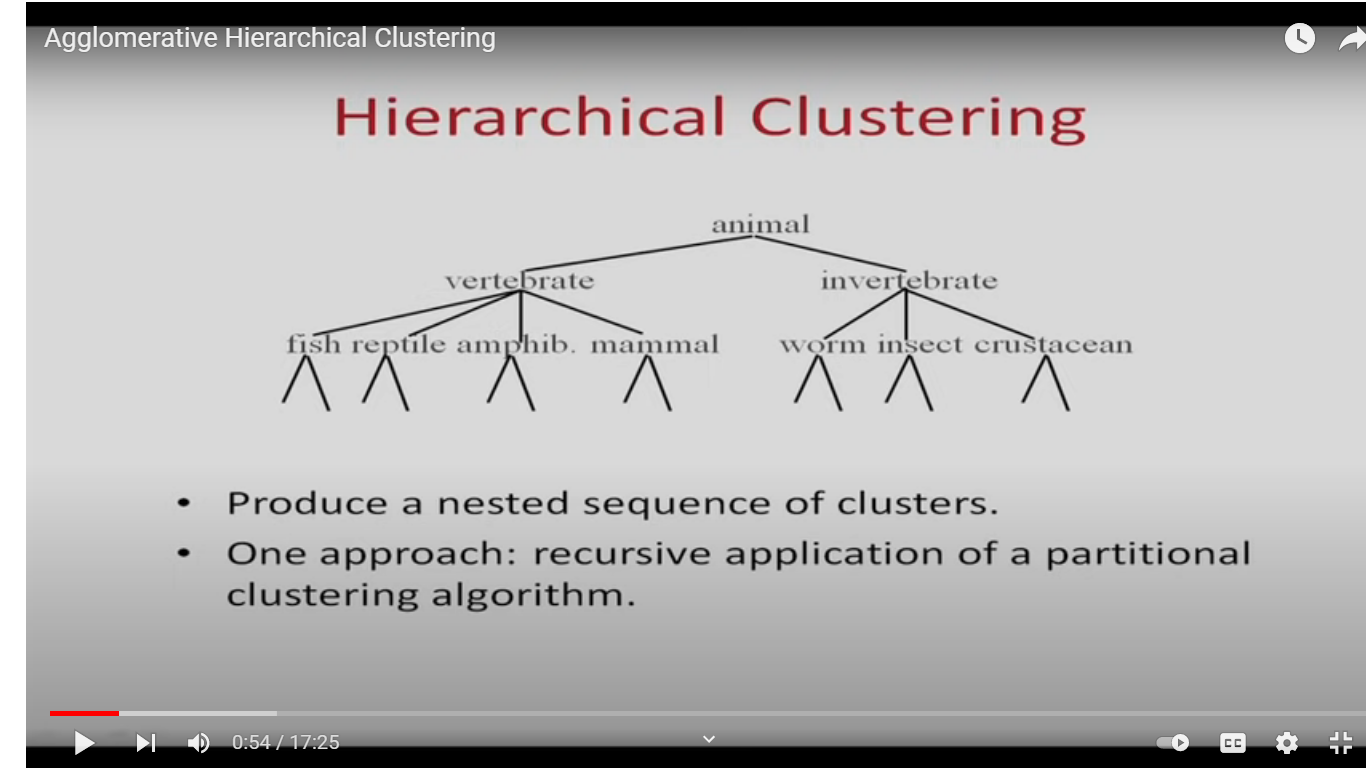 Agglomerative Hierarchical Clustering
Hierarchical Clustering
animal
vertebrate invertebrate
fish reptile amphib. mammal worm insect crustacean
• Produce a nested sequence of clusters.
• One approach: recursive application of a partitional
clustering algorithm.
0:54 / 17:25
CC